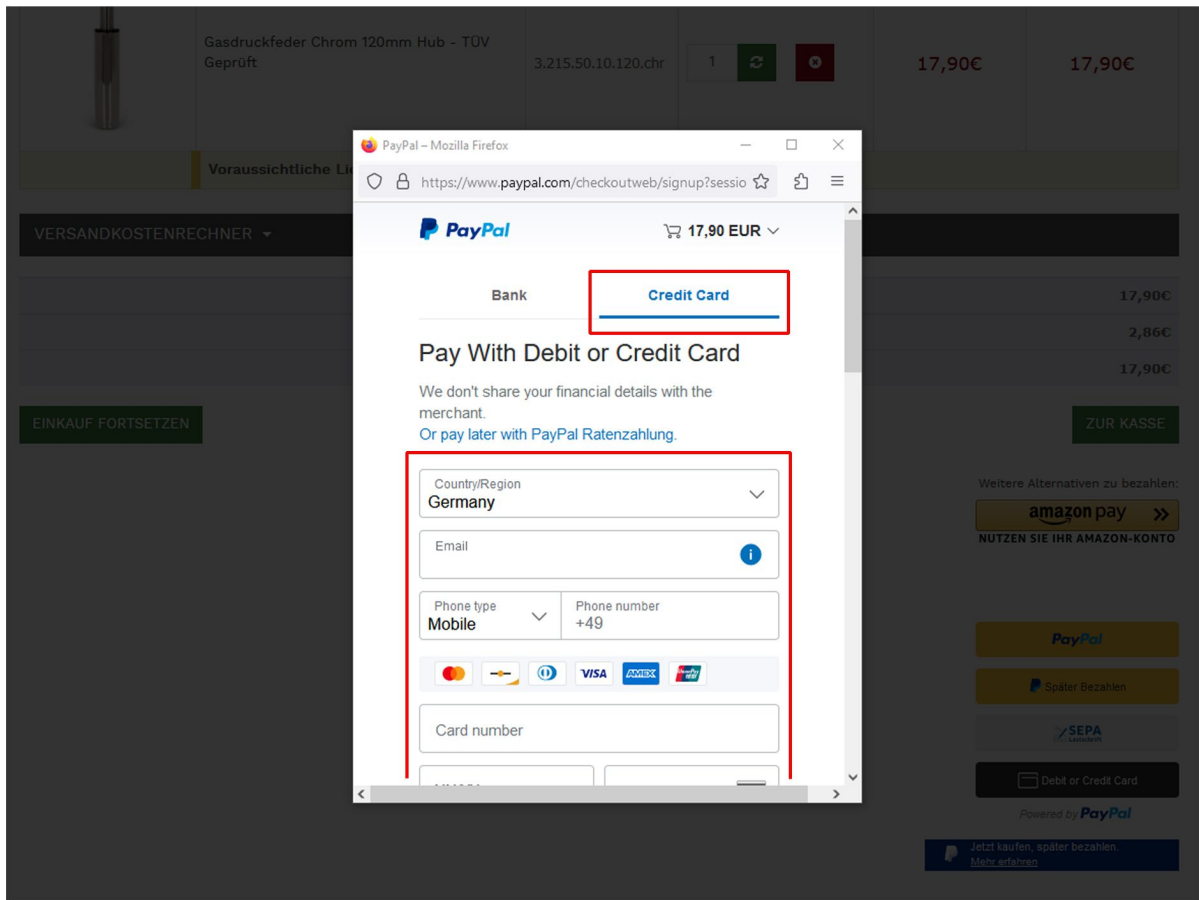 Gasdruckfeder Chrom 120mm Hub - TÜV
Geprüft
3.215.50.10.120.chr
1
17,90€
17,90€
Voraussichtliche
VERSANDKOSTENRECHNER
17,90€
2,86€
17,90€
EINKAUF FORTSETZEN
ZUR KASSE
PayPal – Mozilla Firefox
https://www.paypal.com/checkoutweb/signup?sessio
PayPal
17,90 EUR
Bank
Credit Card
Pay With Debit or Credit Card
We don't share your financial details with the
merchant.
Or pay later with PayPal Ratenzahlung.
Country/Region
Germany
Email
Phone type
Mobile
Phone number
+49
VISA
AMEX
Card number
Weitere Alternativen zu bezahlen:
amazon pay
NUTZEN SIE IHR AMAZON-KONTO
PayPal
Später Bezahlen
SEPA
Debit or Credit Card
Powered by PayPal
Jetzt kaufen, später bezahlen.
Mehr erfahren